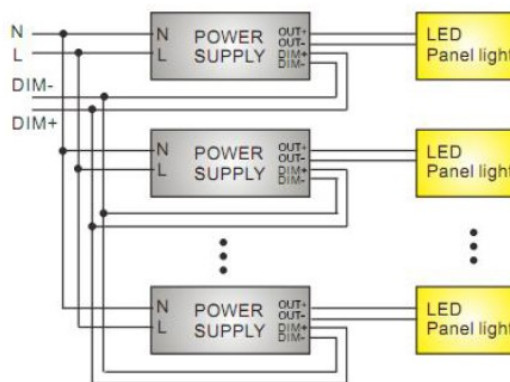 N
L
DIM-
DIM+
N
L
POWER
SUPPLY
OUT+
OUT-
DIM+
DIM-
LED
Panel light
N
L
POWER
SUPPLY
OUT+
OUT-
DIM+
DIM-
LED
Panel light
N
L
POWER
SUPPLY
OUT+
OUT-
DIM+
DIM-
LED
Panel light